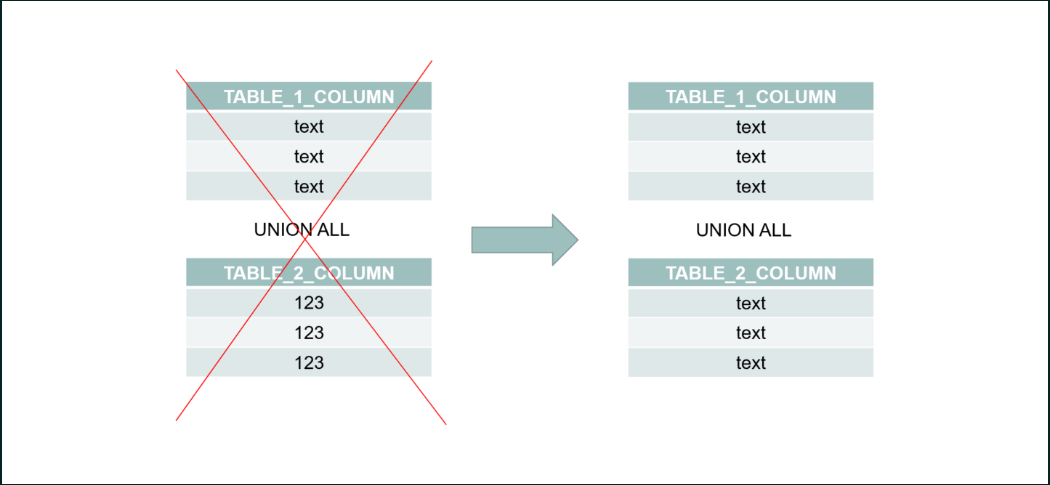 TABLE_1_COLUMN
text
text
text
UNION ALL
TABLE_2_COLUMN
123
123
123
TABLE_1_COLUMN
text
text
text
UNION ALL
TABLE_2_COLUMN
text
text
text